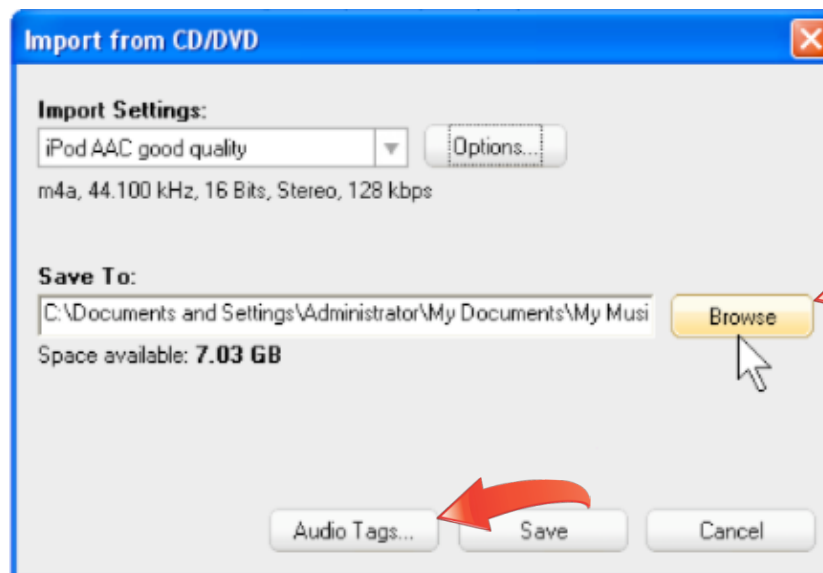 Import from CD/DVD
Import Settings:
iPod AAC good quality
Options...
m4a, 44.100 kHz, 16 Bits, Stereo, 128 kbps
Save To:
C:\Documents and Settings\Administrator\My Documents\My Musi
Browse
Space available: 7.03 GB
Audio Tags...
Save
Cancel